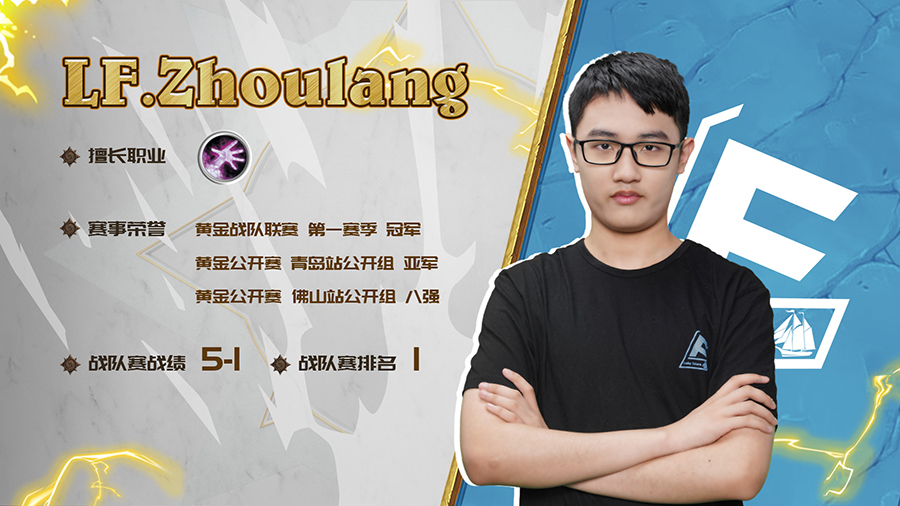 LF.Zhoulang
擅长职业
赛事荣誉 黄金战队联赛 第一赛季 冠军
黄金公开赛 青岛站公开组 亚军
黄金公开赛 佛山站公开组 八强
战队赛战绩 5-1 战队赛排名 1